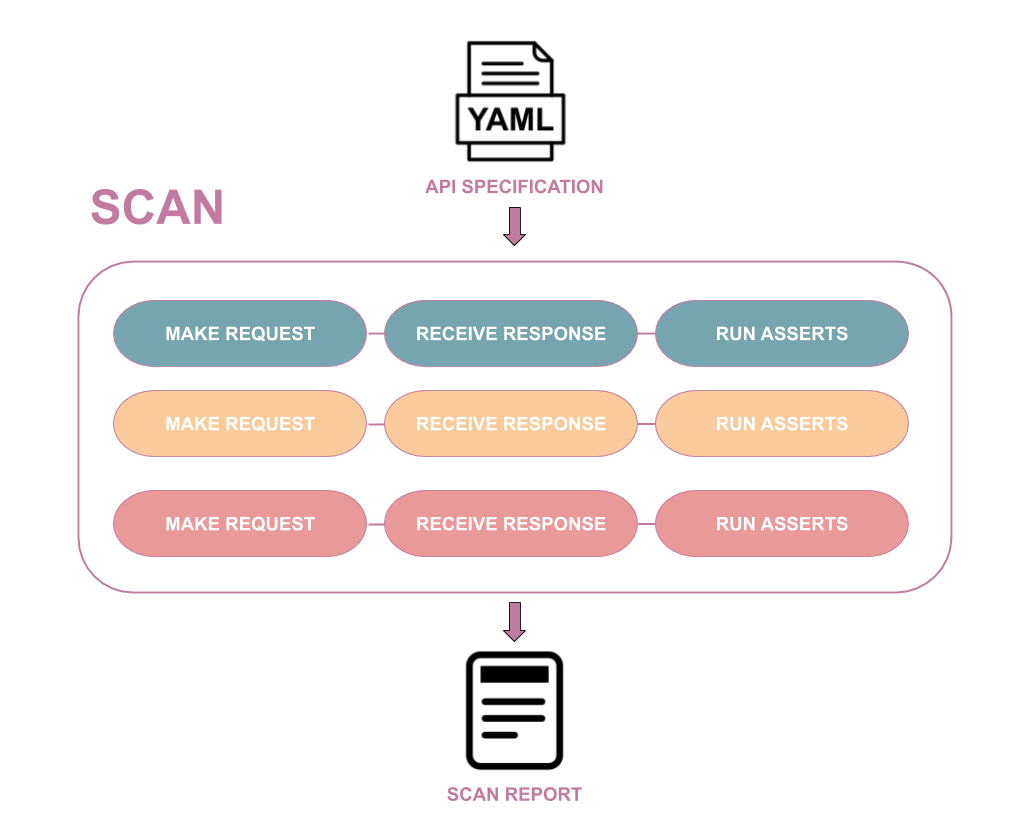 YAML
API SPECIFICATION
SCAN
MAKE REQUEST RECEIVE RESPONSE RUN ASSERTS
MAKE REQUEST RECEIVE RESPONSE RUN ASSERTS
MAKE REQUEST RECEIVE RESPONSE RUN ASSERTS
SCAN REPORT